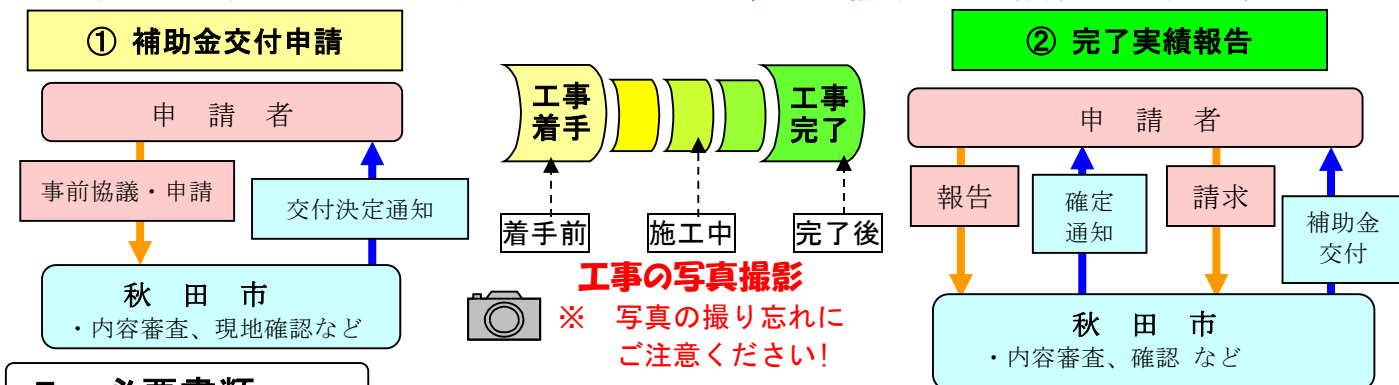 ① 補助金交付申請
申 請 者
事前協議・申請
交付決定通知
秋 田 市
・内容審査、現地確認など
工事
着手
工事
完了
着手前
施工中
完了後
工事の写真撮影
※ 写真の撮り忘れに
ご注意ください!
② 完了実績報告
申 請 者
報告
確定
通知
請求
補助金
交付
秋 田 市
・内容審査、確認 など
必要書類